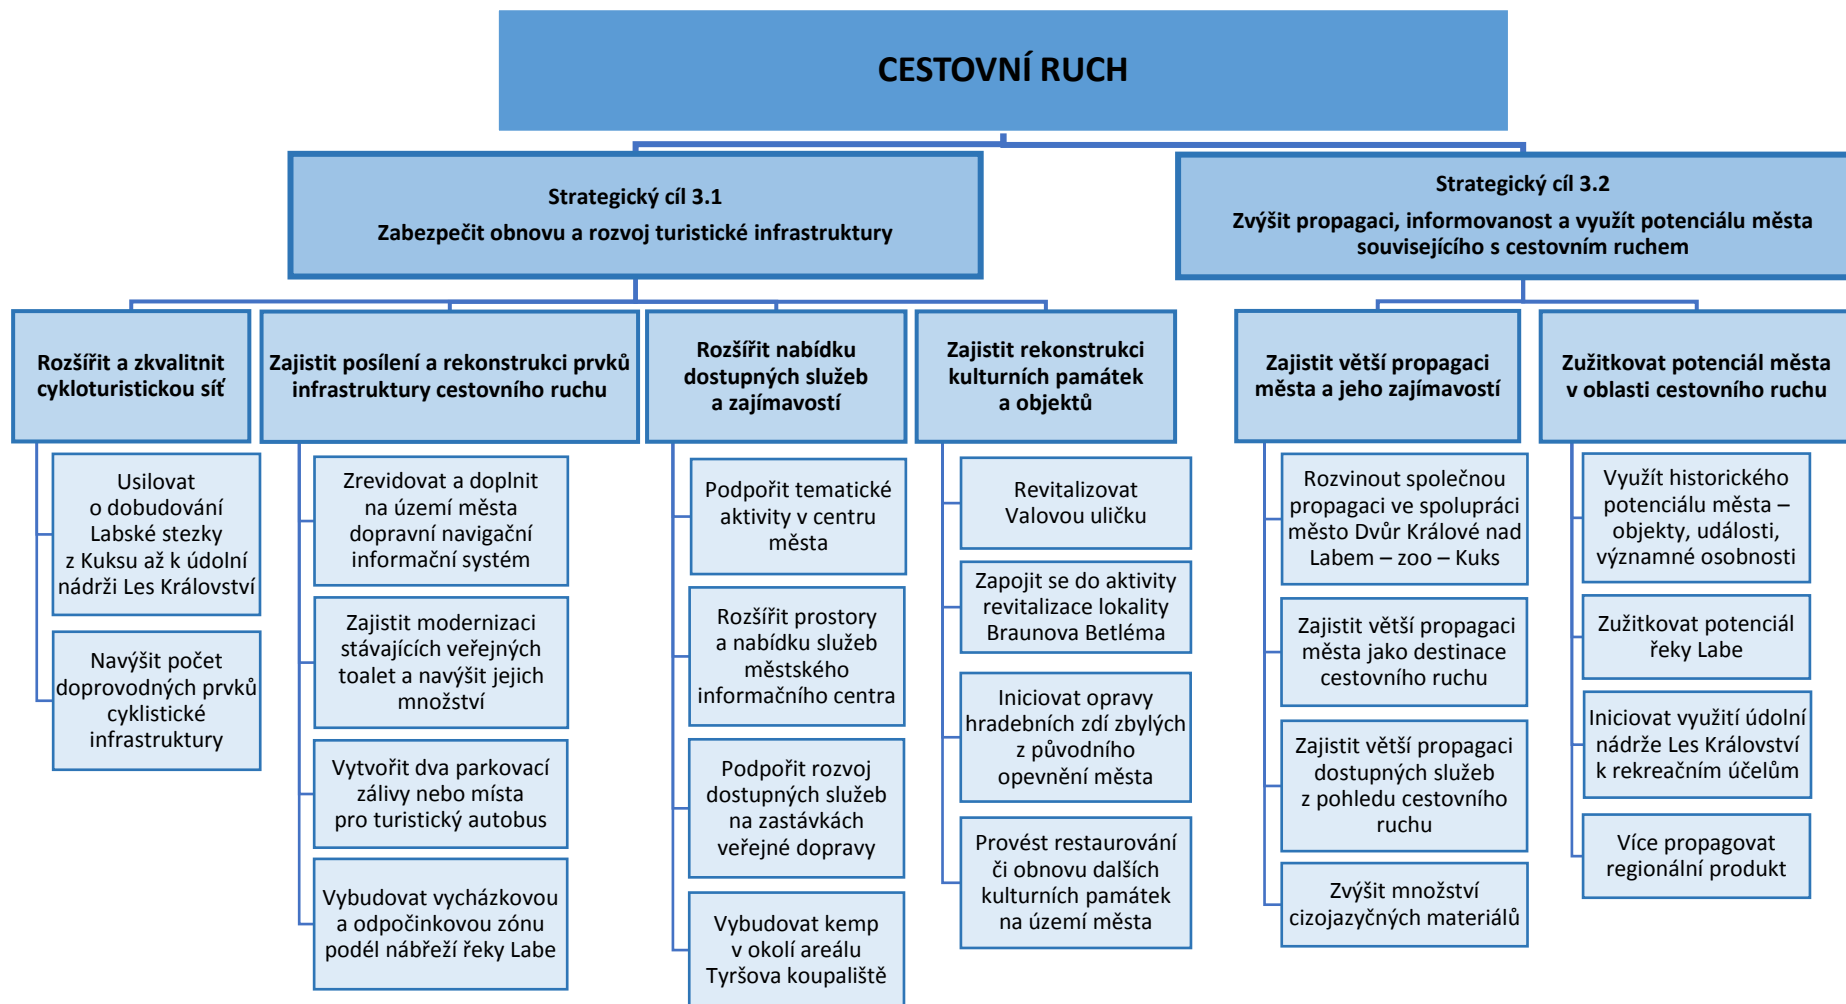 CESTOVNÍ RUCH
Strategický cíl 3.1
Zabezpečit obnovu a rozvoj turistické infrastruktury
Strategický cíl 3.2
Zvýšit propagaci, informovanost a využít potenciálu města
souvisejícího s cestovním ruchem
Rozšířit a zkvalitnit
cykloturistickou síť
Usilovat
o dobudování
Labské stezky
z Kuksu až k údolní
nádrži Les Království
Navýšit počet
doprovodných prvků
cyklistické
infrastruktury
Zajistit posílení a rekonstrukci prvků
infrastruktury cestovního ruchu
Zrevidovat a doplnit
na území města
dopravní navigační
informační systém
Zajistit modernizaci
stávajících veřejných
toalet a navýšit jejich
množství
Vytvořit dva parkovací
zálivy nebo místa
pro turistický autobus
Vybudovat vycházkovou
a odpočinkovou zónu
podél nábřeží řeky Labe
Rozšířit nabídku
dostupných služeb
a zajímavostí
Podpořit tematické
aktivity v centru
města
Rozšířit prostory
a nabídku služeb
městského
informačního centra
Podpořit rozvoj
dostupných služeb
na zastávkách
veřejné dopravy
Vybudovat kemp
v okolí areálu
Tyršova koupaliště
Zajistit rekonstrukci
kulturních památek
a objektů
Revitalizovat
Valovou uličku
Zapojit se do aktivity
revitalizace lokality
Braunova Betléma
Iniciovat opravy
hradebních zdí zbylých
z původního
opevnění města
Provést restaurování
či obnovu dalších
kulturních památek
na území města
Zajistit větší propagaci
města a jeho zajímavostí
Rozvinout společnou
propagaci ve spolupráci
město Dvůr Králové nad
Labem – zoo – Kuks
Zajistit větší propagaci
města jako destinace
cestovního ruchu
Zajistit větší propagaci
dostupných služeb
z pohledu cestovního
ruchu
Zvýšit množství
cizojazyčných materiálů
Zužitkovat potenciál města
v oblasti cestovního ruchu
Využít historického
potenciálu města –
objekty, události,
významné osobnosti
Zužitkovat potenciál
řeky Labe
Iniciovat využití údolní
nádrže Les Království
k rekreačním účelům
Více propagovat
regionální produkt